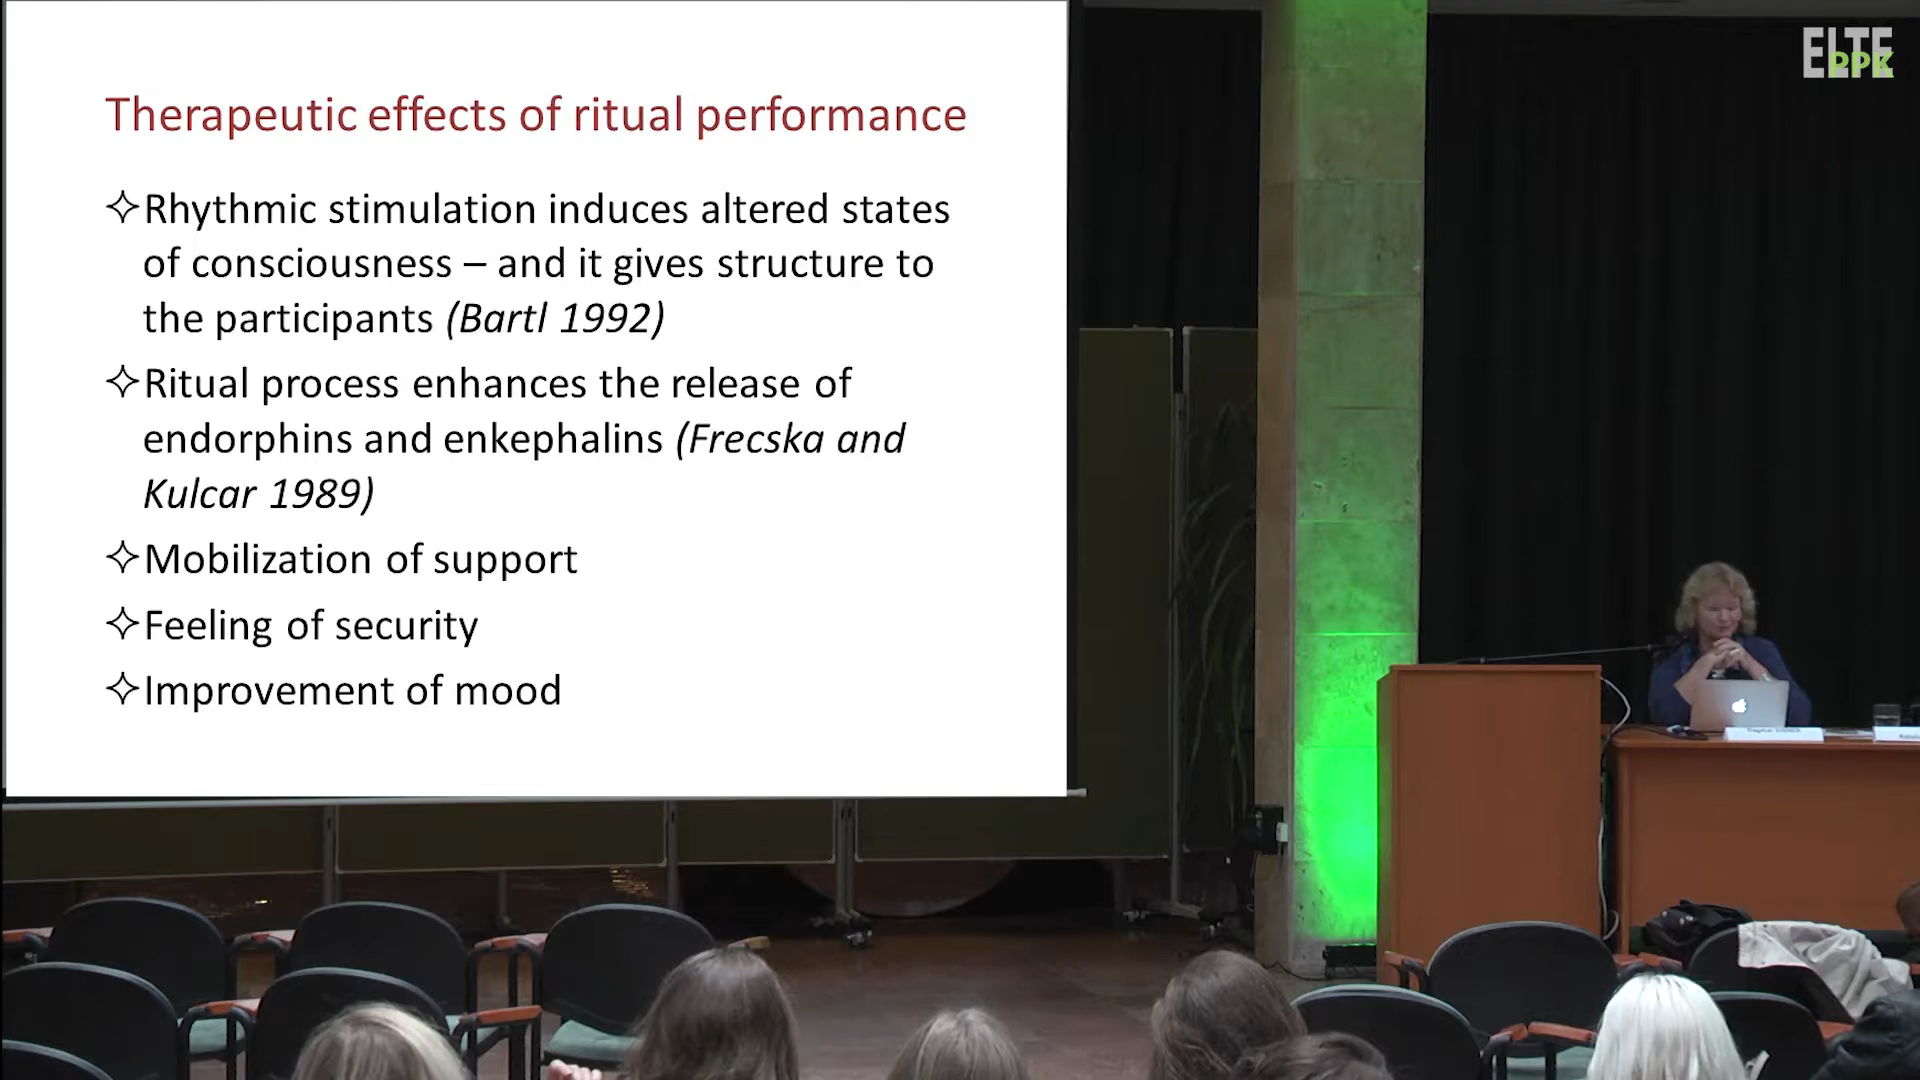 ELTE
PPK
Therapeutic effects of ritual performance
✧Rhythmic stimulation induces altered states
of consciousness – and it gives structure to
the participants (Bartl 1992)
✧Ritual process enhances the release of
endorphins and enkephalins (Frecska and
Kulcar 1989)
✧Mobilization of support
✧Feeling of security
✧Improvement of mood